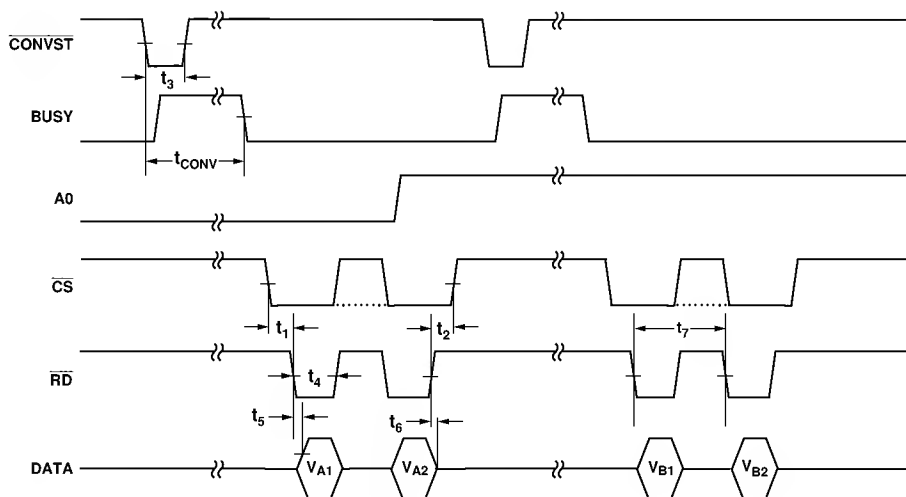 CONVST
t3
BUSY
tCONV
A0
CS
t1
t2
t7
RD
t4
t5
t6
DATA
VA1
VA2
VB1
VB2